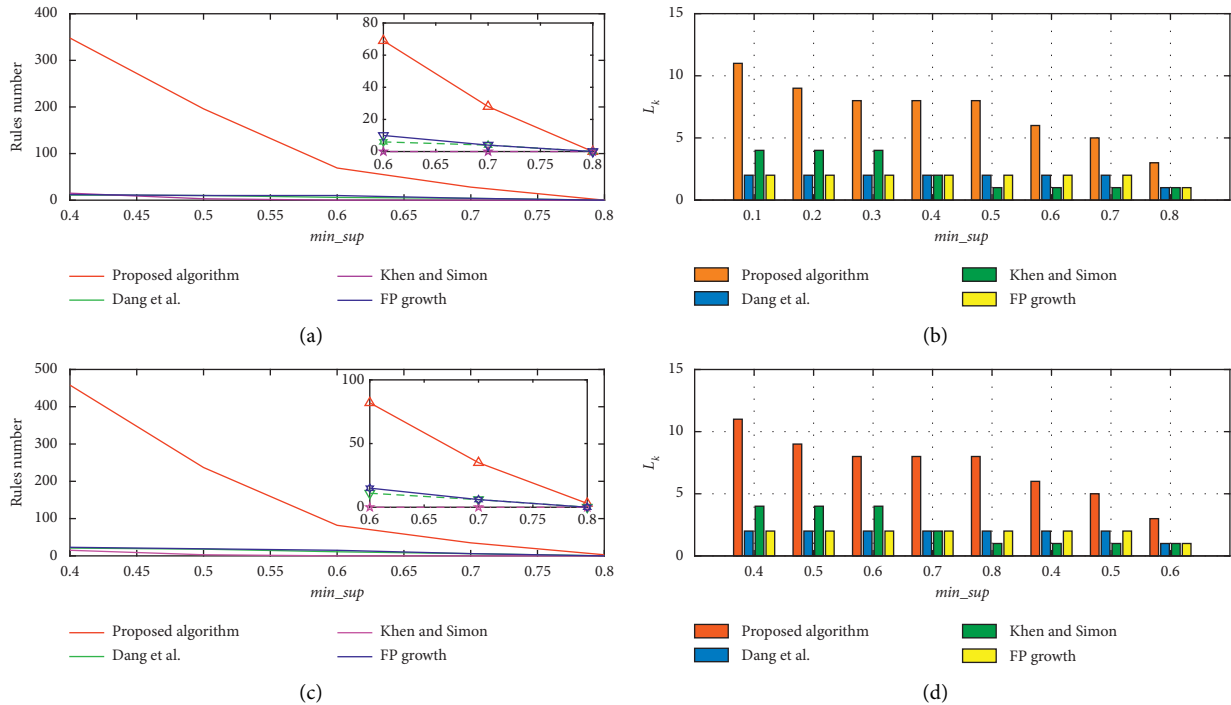 400
300
200
100
0
Rules number
0.4 0.45 0.5 0.55 0.6 0.65 0.7 0.75 0.8
min_sup
80
60
40
20
0
0.6 0.65 0.7 0.75 0.8
Proposed algorithm
Dang et al.
Khen and Simon
FP growth
(a)
15
10
5
0
L_k
0.1 0.2 0.3 0.4 0.5 0.6 0.7 0.8
min_sup
Proposed algorithm
Dang et al.
Khen and Simon
FP growth
(b)
500
400
300
200
100
0
Rules number
0.4 0.45 0.5 0.55 0.6 0.65 0.7 0.75 0.8
min_sup
100
50
0
0.6 0.65 0.7 0.75 0.8
Proposed algorithm
Dang et al.
Khen and Simon
FP growth
(c)
15
10
5
0
L_k
0.4 0.5 0.6 0.7 0.8 0.4 0.5 0.6
min_sup
Proposed algorithm
Dang et al.
Khen and Simon
FP growth
(d)